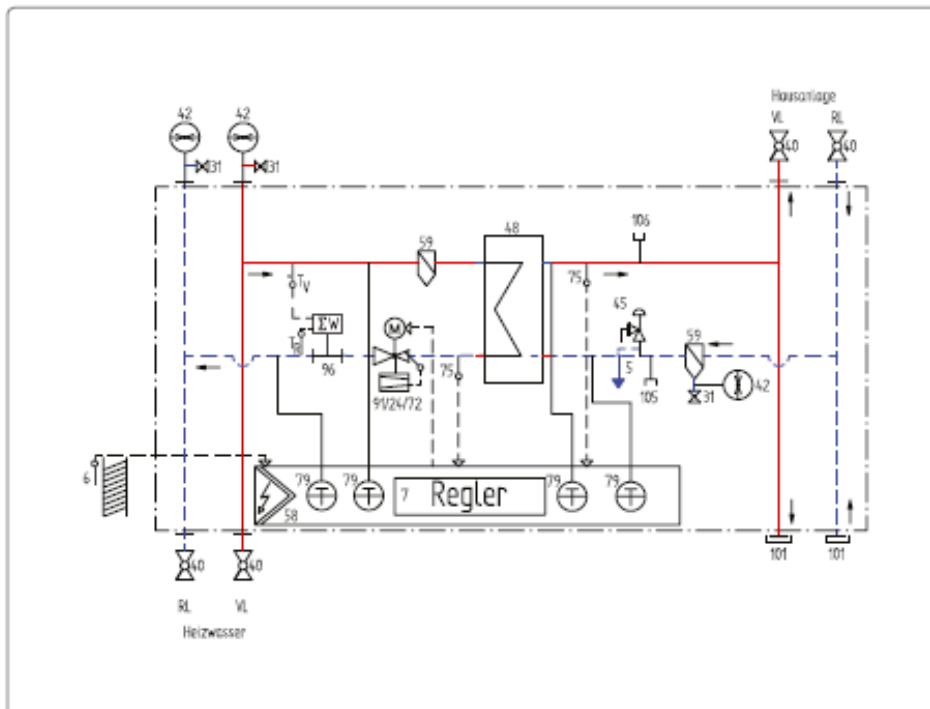 Hausanlage
42 42 VL RL
31 31 40 40
59 48 106
Tv 75 45
ΣW M 59
TR
96 75 5 42
91/24/72 105 31
6 79 79 7 Regler 79 79
58
101 101
40 40
RL VL
Heizwasser